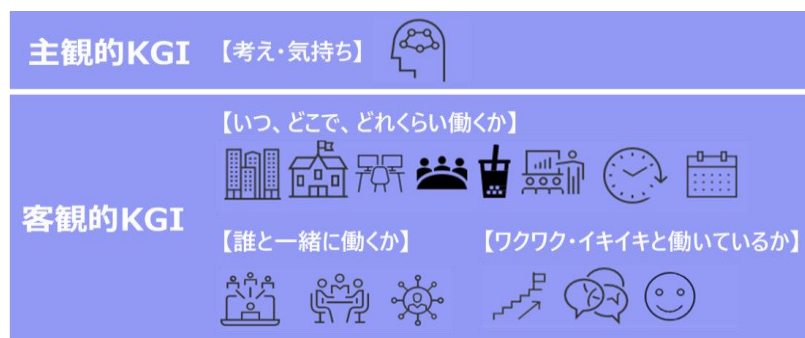 主観的KGI 【考え・気持ち】
客観的KGI
【いつ、どこで、どれくらい働くか】
【誰と一緒に働くか】 【ワクワク・イキイキと働いているか】